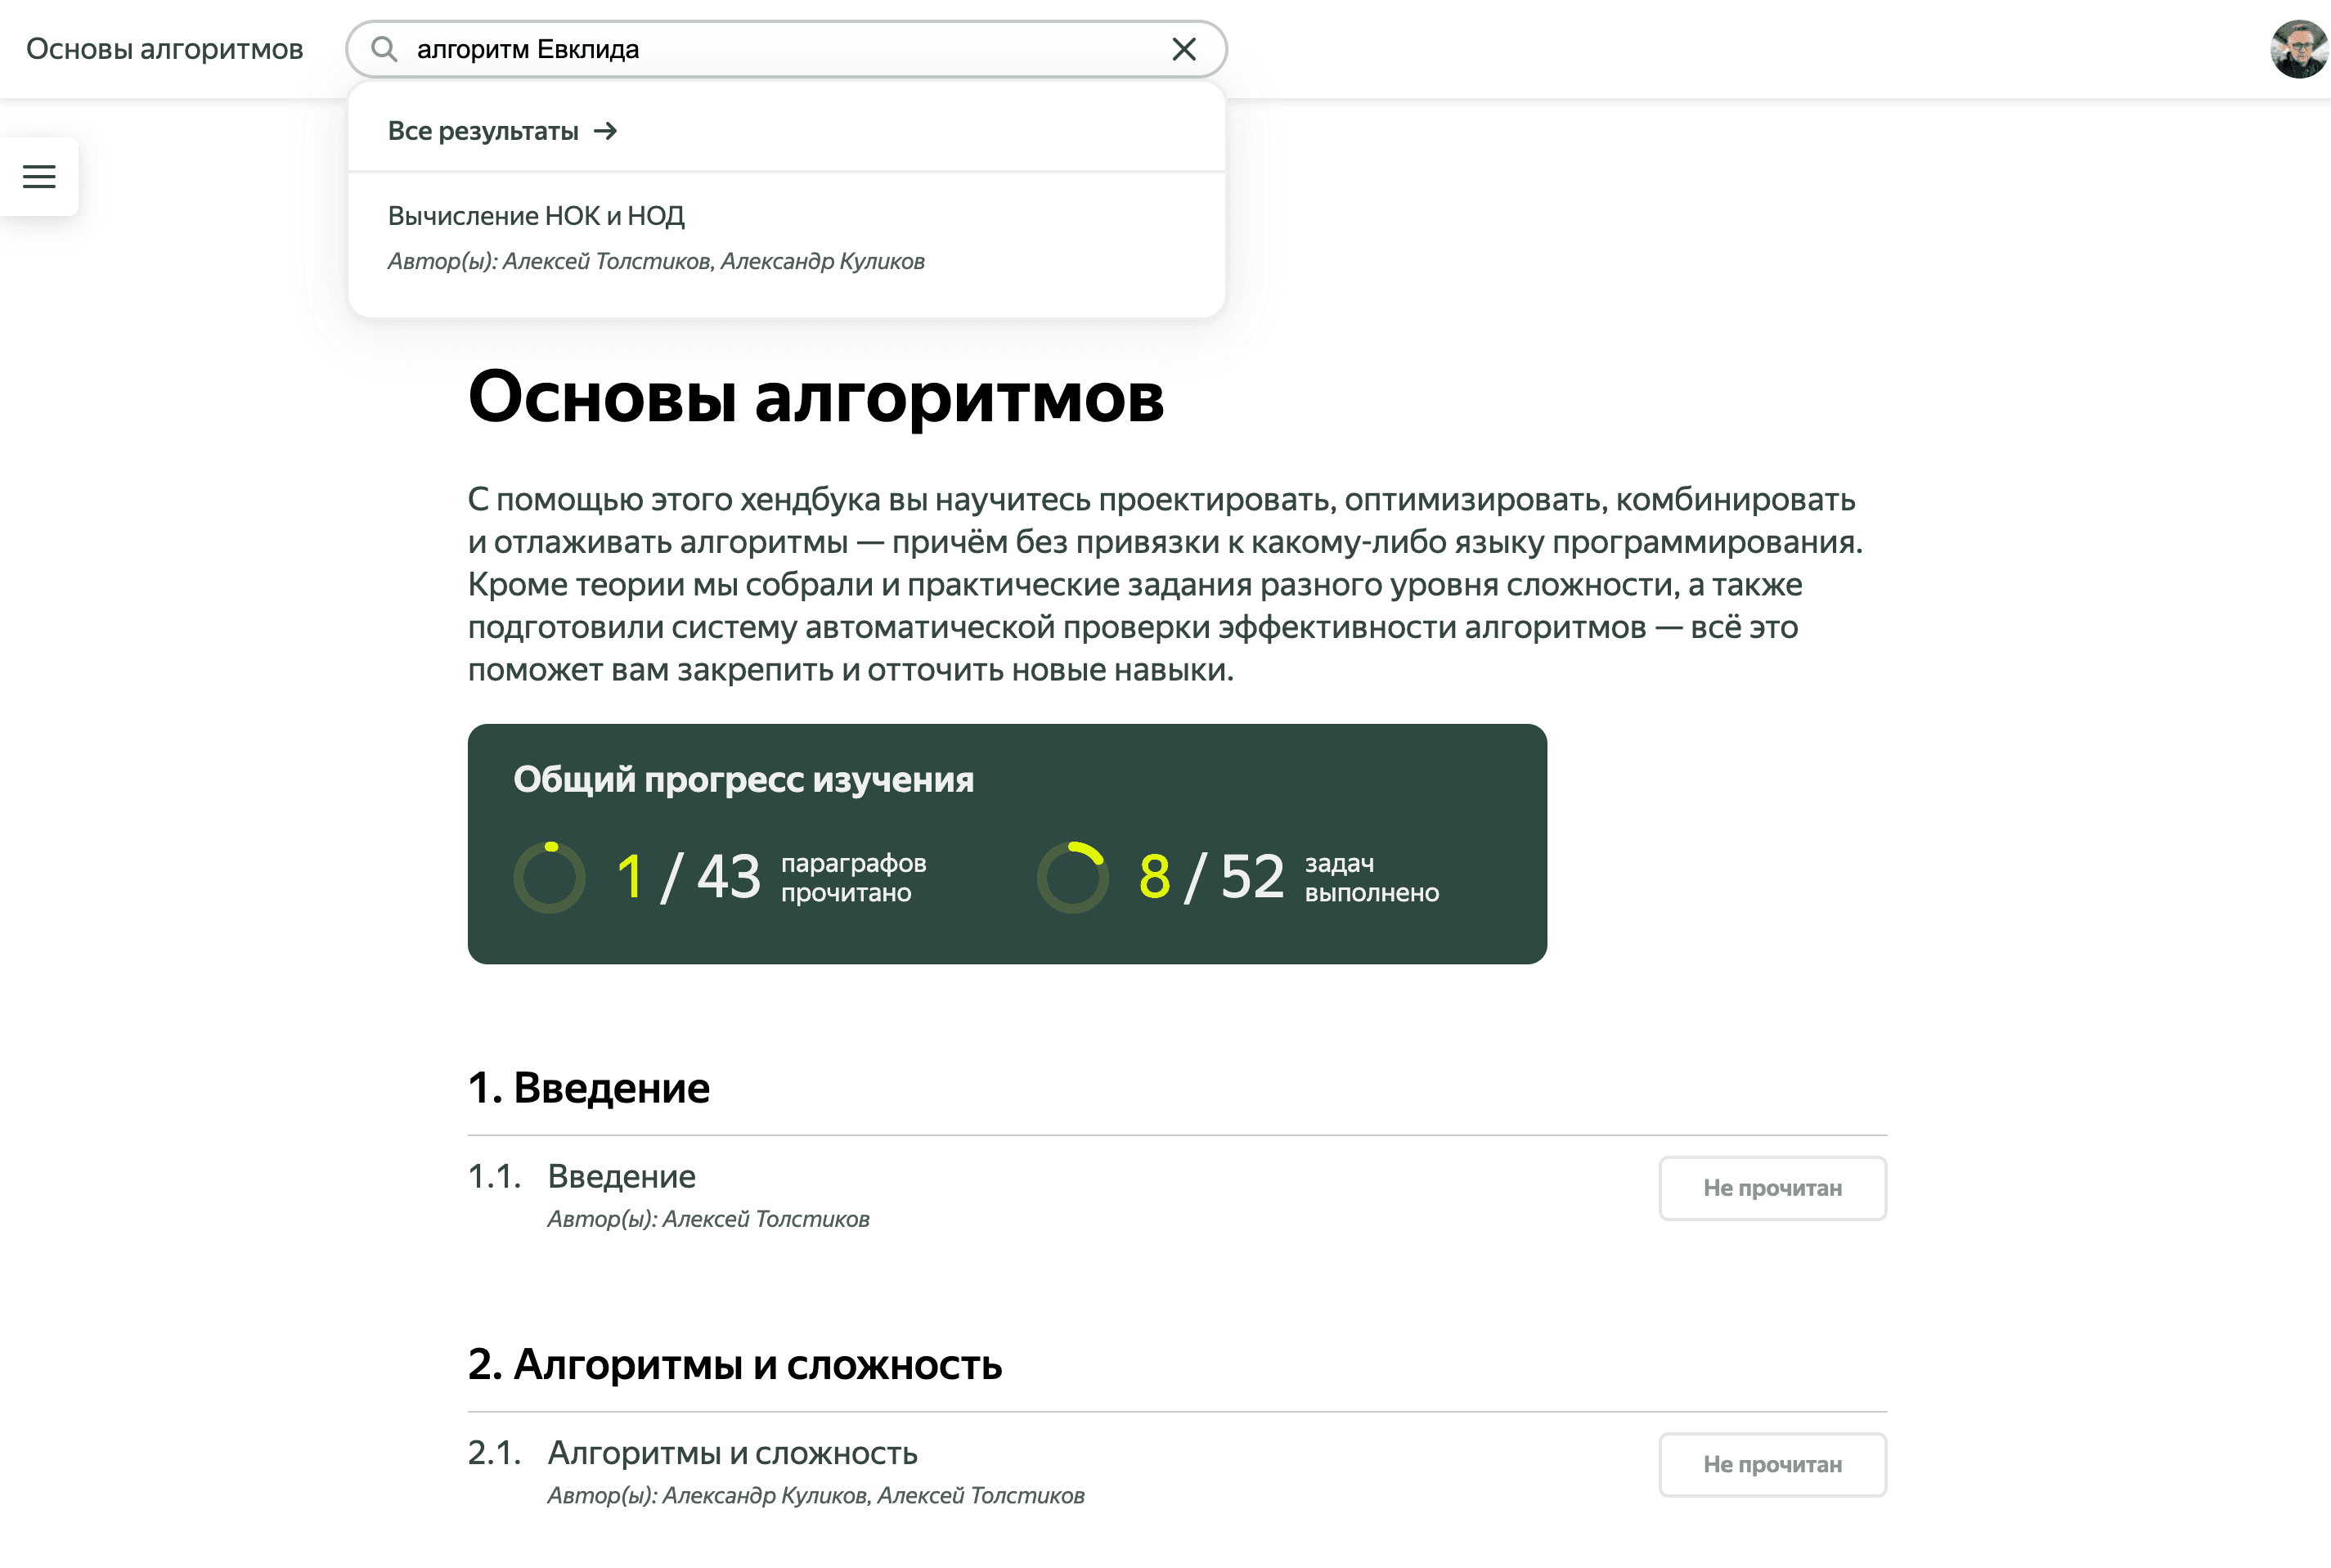 Основы алгоритмов
алгоритм Евклида
Все результаты →
Вычисление НОК и НОД
Автор(ы): Алексей Толстиков, Александр Куликов
Основы алгоритмов
С помощью этого хендбука вы научитесь проектировать, оптимизировать, комбинировать
и отлаживать алгоритмы — причём без привязки к какому-либо языку программирования.
Кроме теории мы собрали и практические задания разного уровня сложности, а также
подготовили систему автоматической проверки эффективности алгоритмов — всё это
поможет вам закрепить и отточить новые навыки.
Общий прогресс изучения
1 / 43 параграфов прочитано
8 / 52 задач выполнено
1. Введение
1.1. Введение
Автор(ы): Алексей Толстиков
Не прочитан
2. Алгоритмы и сложность
2.1. Алгоритмы и сложность
Автор(ы): Александр Куликов, Алексей Толстиков
Не прочитан